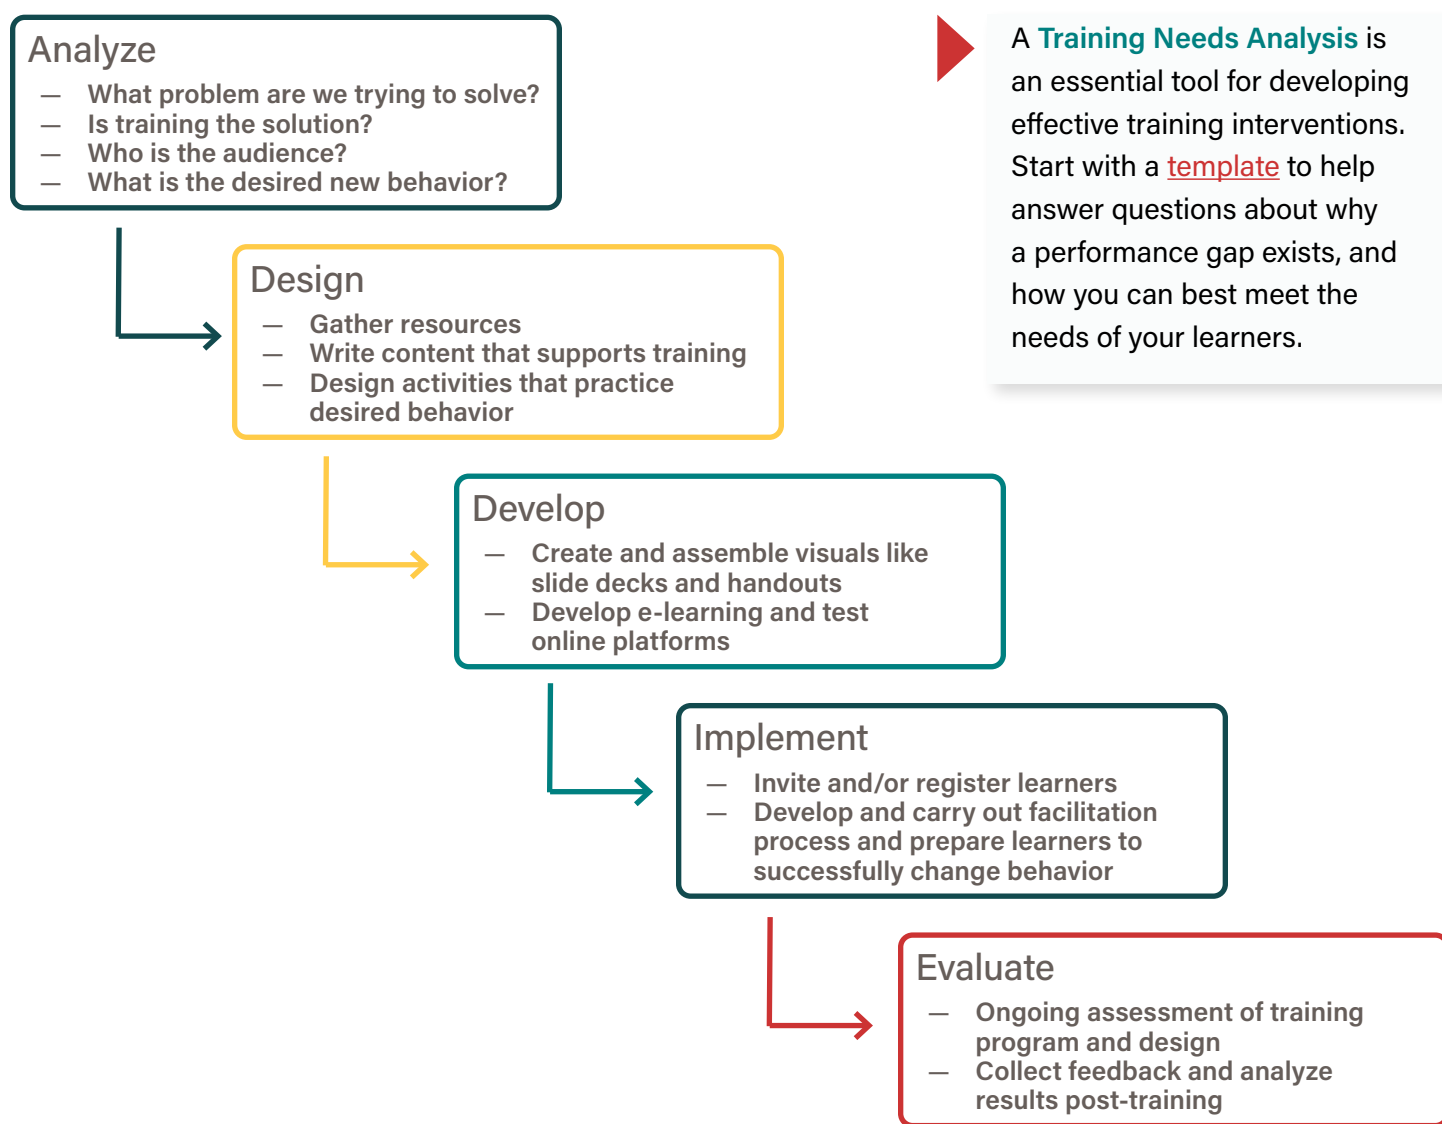 Analyze
— What problem are we trying to solve?
— Is training the solution?
— Who is the audience?
— What is the desired new behavior?
A Training Needs Analysis is
an essential tool for developing
effective training interventions.
Start with a template to help
answer questions about why
a performance gap exists, and
how you can best meet the
needs of your learners.
Design
— Gather resources
— Write content that supports training
— Design activities that practice
desired behavior
Develop
— Create and assemble visuals like
slide decks and handouts
— Develop e-learning and test
online platforms
Implement
— Invite and/or register learners
— Develop and carry out facilitation
process and prepare learners to
successfully change behavior
Evaluate
— Ongoing assessment of training
program and design
— Collect feedback and analyze
results post-training